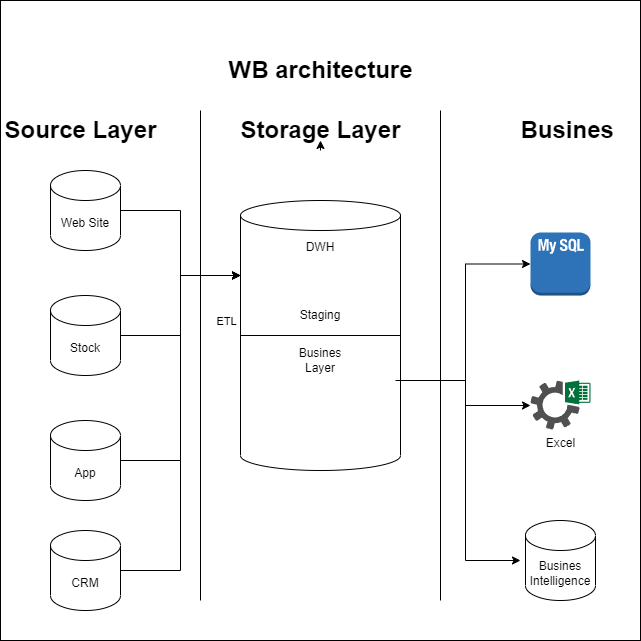 WB architecture
Source Layer
Storage Layer
Busines
Web Site
Stock
App
CRM
ETL
DWH
Staging
Busines
Layer
My SQL
X
Excel
Busines
Intelligence